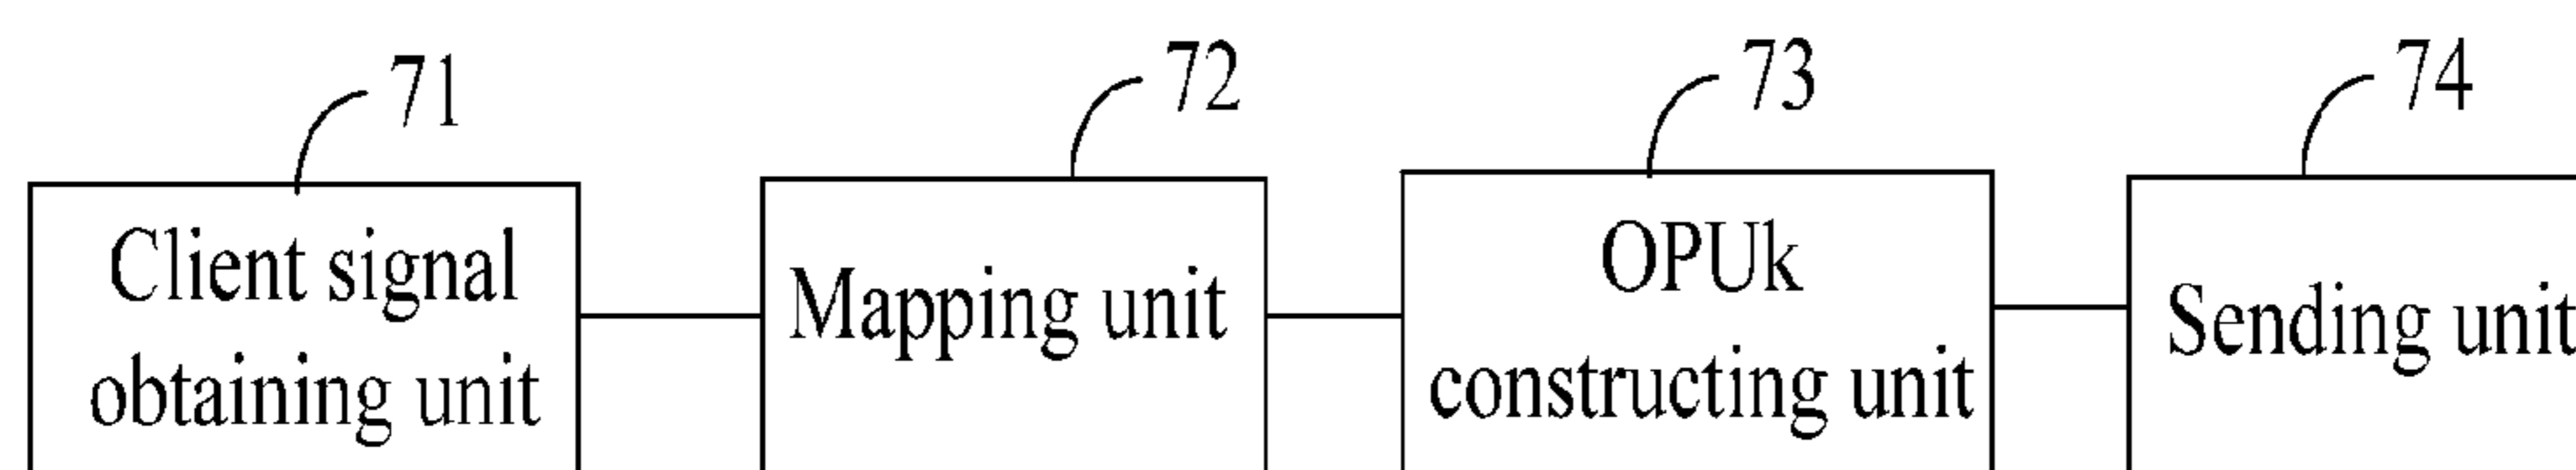 71
72
73
74
Client signal
obtaining unit
Mapping unit
OPUk
constructing unit
Sending unit